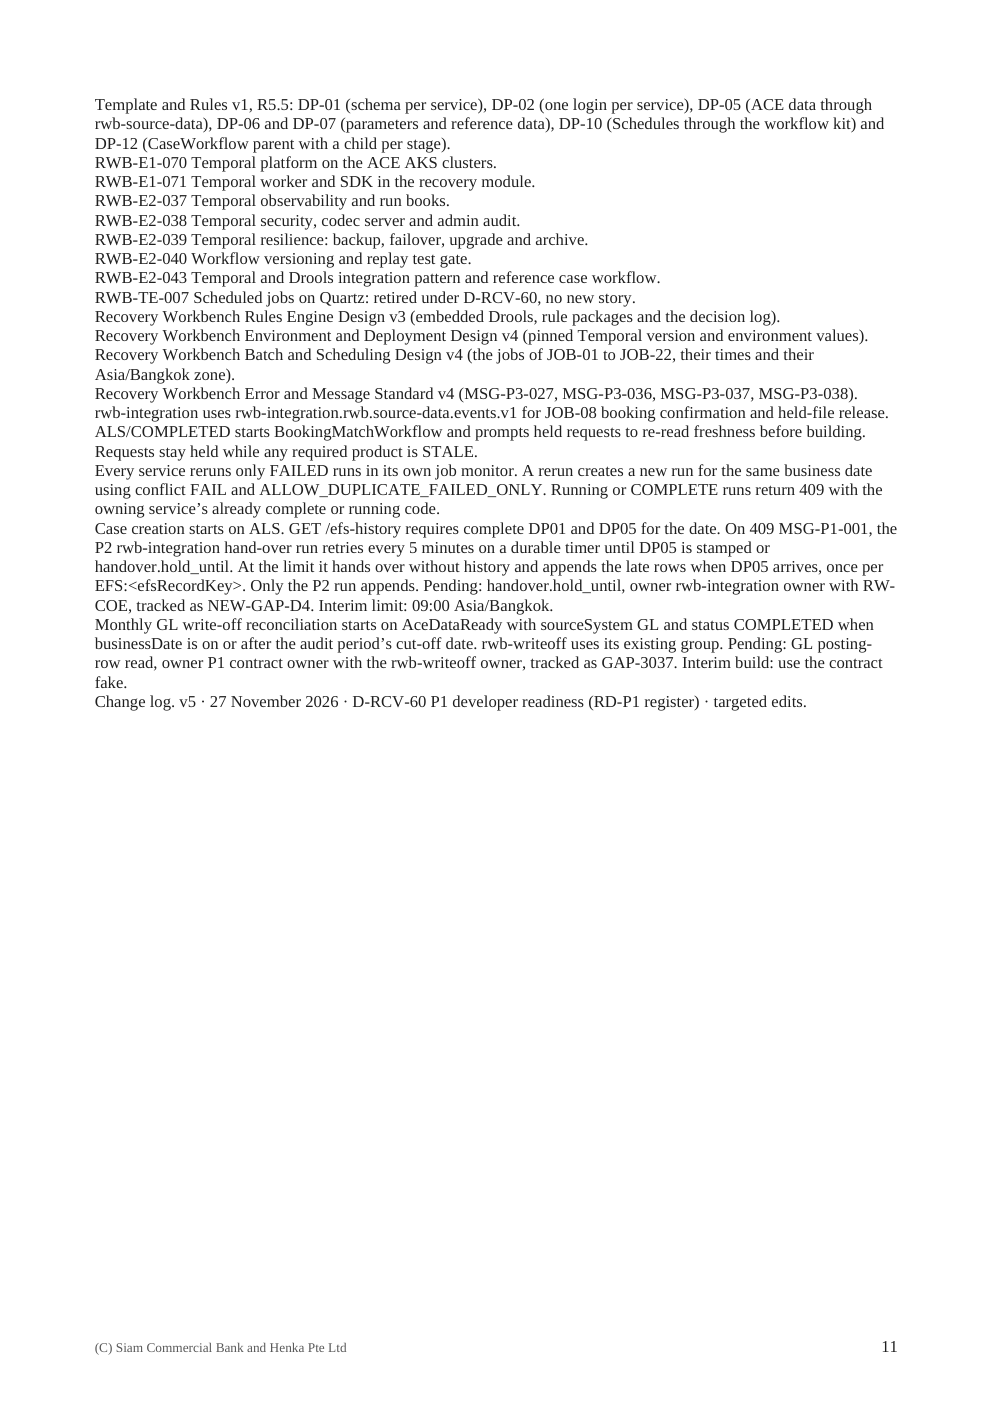 Template and Rules v1, R5.5: DP-01 (schema per service), DP-02 (one login per service), DP-05 (ACE data through
rwb-source-data), DP-06 and DP-07 (parameters and reference data), DP-10 (Schedules through the workflow kit) and
DP-12 (CaseWorkflow parent with a child per stage).
RWB-E1-070 Temporal platform on the ACE AKS clusters.
RWB-E1-071 Temporal worker and SDK in the recovery module.
RWB-E2-037 Temporal observability and run books.
RWB-E2-038 Temporal security, codec server and admin audit.
RWB-E2-039 Temporal resilience: backup, failover, upgrade and archive.
RWB-E2-040 Workflow versioning and replay test gate.
RWB-E2-043 Temporal and Drools integration pattern and reference case workflow.
RWB-TE-007 Scheduled jobs on Quartz: retired under D-RCV-60, no new story.
Recovery Workbench Rules Engine Design v3 (embedded Drools, rule packages and the decision log).
Recovery Workbench Environment and Deployment Design v4 (pinned Temporal version and environment values).
Recovery Workbench Batch and Scheduling Design v4 (the jobs of JOB-01 to JOB-22, their times and their
Asia/Bangkok zone).
Recovery Workbench Error and Message Standard v4 (MSG-P3-027, MSG-P3-036, MSG-P3-037, MSG-P3-038).
rwb-integration uses rwb-integration.rwb.source-data.events.v1 for JOB-08 booking confirmation and held-file release.
ALS/COMPLETED starts BookingMatchWorkflow and prompts held requests to re-read freshness before building.
Requests stay held while any required product is STALE.
Every service reruns only FAILED runs in its own job monitor. A rerun creates a new run for the same business date
using conflict FAIL and ALLOW_DUPLICATE_FAILED_ONLY. Running or COMPLETE runs return 409 with the
owning service’s already complete or running code.
Case creation starts on ALS. GET /efs-history requires complete DP01 and DP05 for the date. On 409 MSG-P1-001, the
P2 rwb-integration hand-over run retries every 5 minutes on a durable timer until DP05 is stamped or
handover.hold_until. At the limit it hands over without history and appends the late rows when DP05 arrives, once per
EFS:<efsRecordKey>. Only the P2 run appends. Pending: handover.hold_until, owner rwb-integration owner with RW-
COE, tracked as NEW-GAP-D4. Interim limit: 09:00 Asia/Bangkok.
Monthly GL write-off reconciliation starts on AceDataReady with sourceSystem GL and status COMPLETED when
businessDate is on or after the audit period’s cut-off date. rwb-writeoff uses its existing group. Pending: GL posting-
row read, owner P1 contract owner with the rwb-writeoff owner, tracked as GAP-3037. Interim build: use the contract
fake.
Change log. v5 · 27 November 2026 · D-RCV-60 P1 developer readiness (RD-P1 register) · targeted edits.
(C) Siam Commercial Bank and Henka Pte Ltd
11